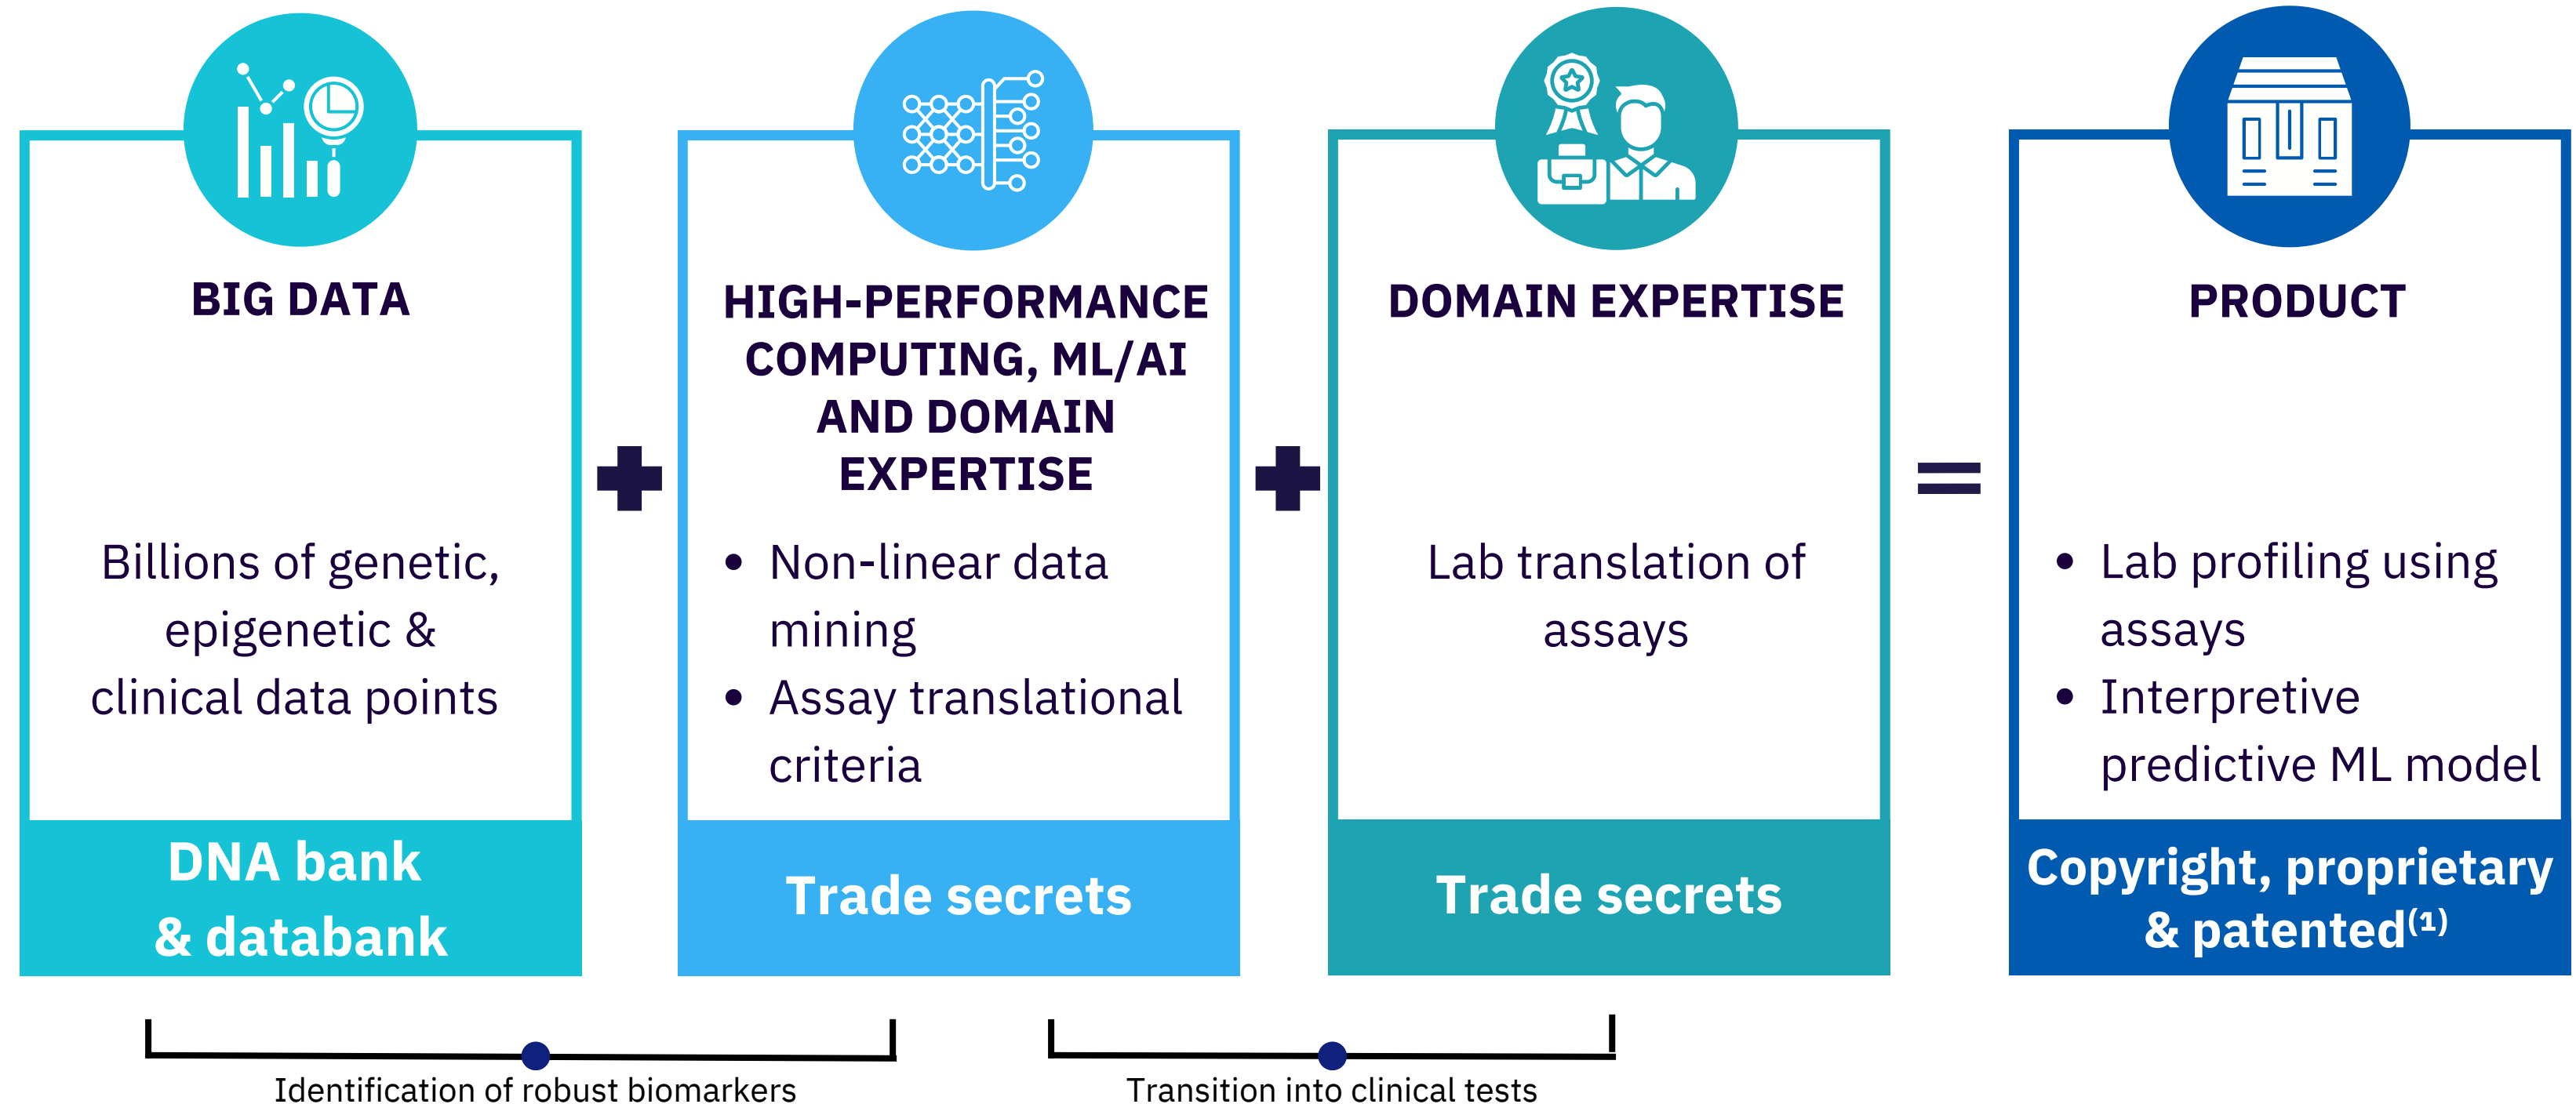 BIG DATA
Billions of genetic,
epigenetic &
clinical data points
DNA bank
& databank
HIGH-PERFORMANCE
COMPUTING, ML/AI
AND DOMAIN
EXPERTISE
• Non-linear data
mining
• Assay translational
criteria
Trade secrets
DOMAIN EXPERTISE
Lab translation of
assays
Trade secrets
PRODUCT
• Lab profiling using
assays
• Interpretive
predictive ML model
Copyright, proprietary
& patented(1)
Identification of robust biomarkers
Transition into clinical tests